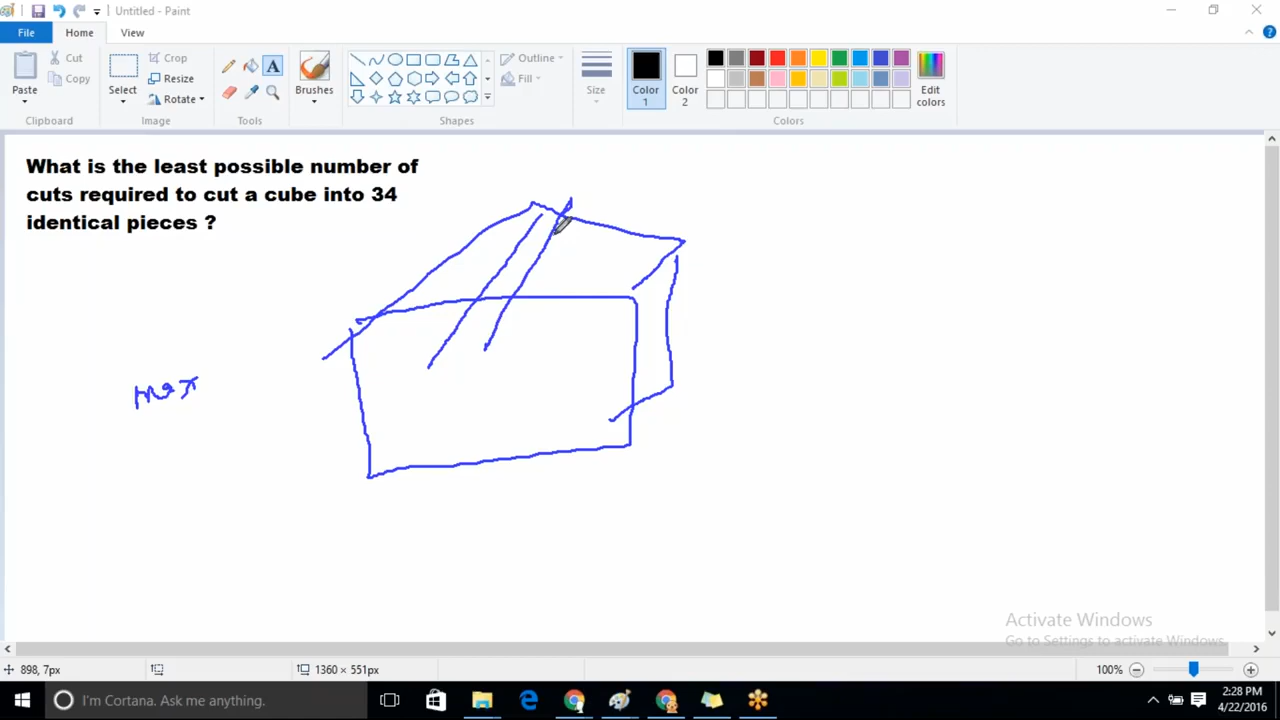 Untitled - Paint
File
Home
View
Paste
Cut
Copy
Clipboard
Select
Crop
Resize
Rotate
Image
A
Tools
Brushes
Outline
Fill
Shapes
Size
Color 1
Color 2
Edit colors
Colors
What is the least possible number of
cuts required to cut a cube into 34
identical pieces ?
max
Activate Windows
Go to Settings to activate Windows.
898, 7px
1360 × 551px
100%
I'm Cortana. Ask me anything.
2:28 PM
4/22/2016